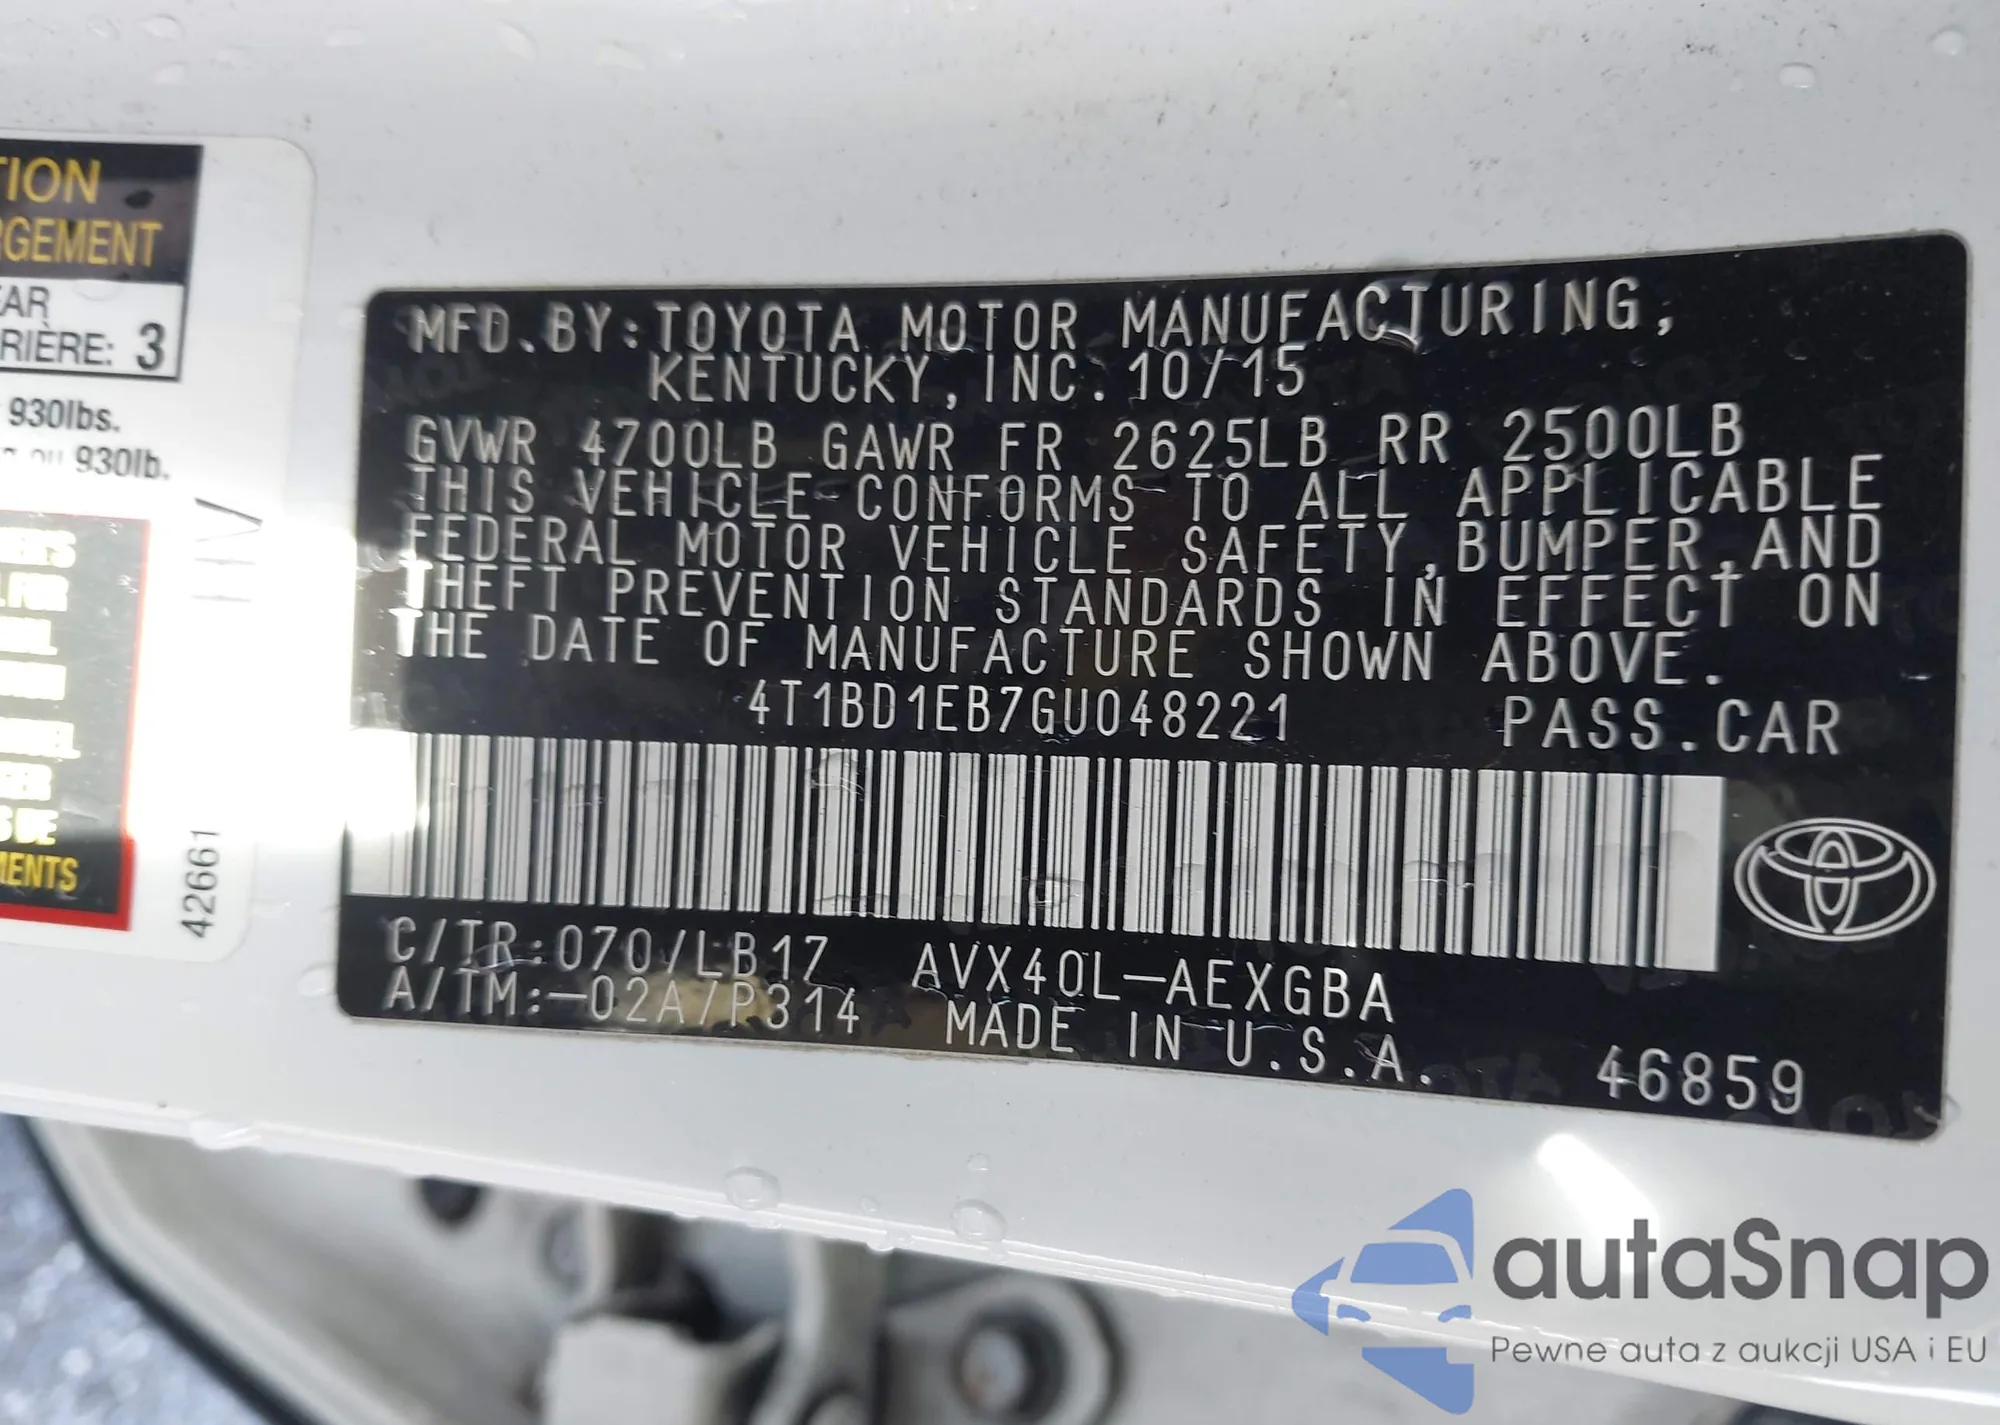 TION
RGEMENT
EAR
RRIÈRE: 3
930lbs.
ou 930lb.
MENTS
42661
MFD.BY:TOYOTA MOTOR MANUFACTURING,
KENTUCKY, INC. 10/15
GVWR 4700LB GAWR FR 2625LB RR 2500LB
THIS VEHICLE CONFORMS TO ALL APPLICABLE
FEDERAL MOTOR VEHICLE SAFETY,BUMPER,AND
THEFT PREVENTION STANDARDS IN EFFECT ON
THE DATE OF MANUFACTURE SHOWN ABOVE.
4T1BD1EB7GU048221 PASS.CAR
C/TR:070/LB17 AVX40L-AEXGBA
A/TM:-02A/P314 MADE IN U.S.A. 46859
autaSnap
Pewne auta z aukcji USA i EU